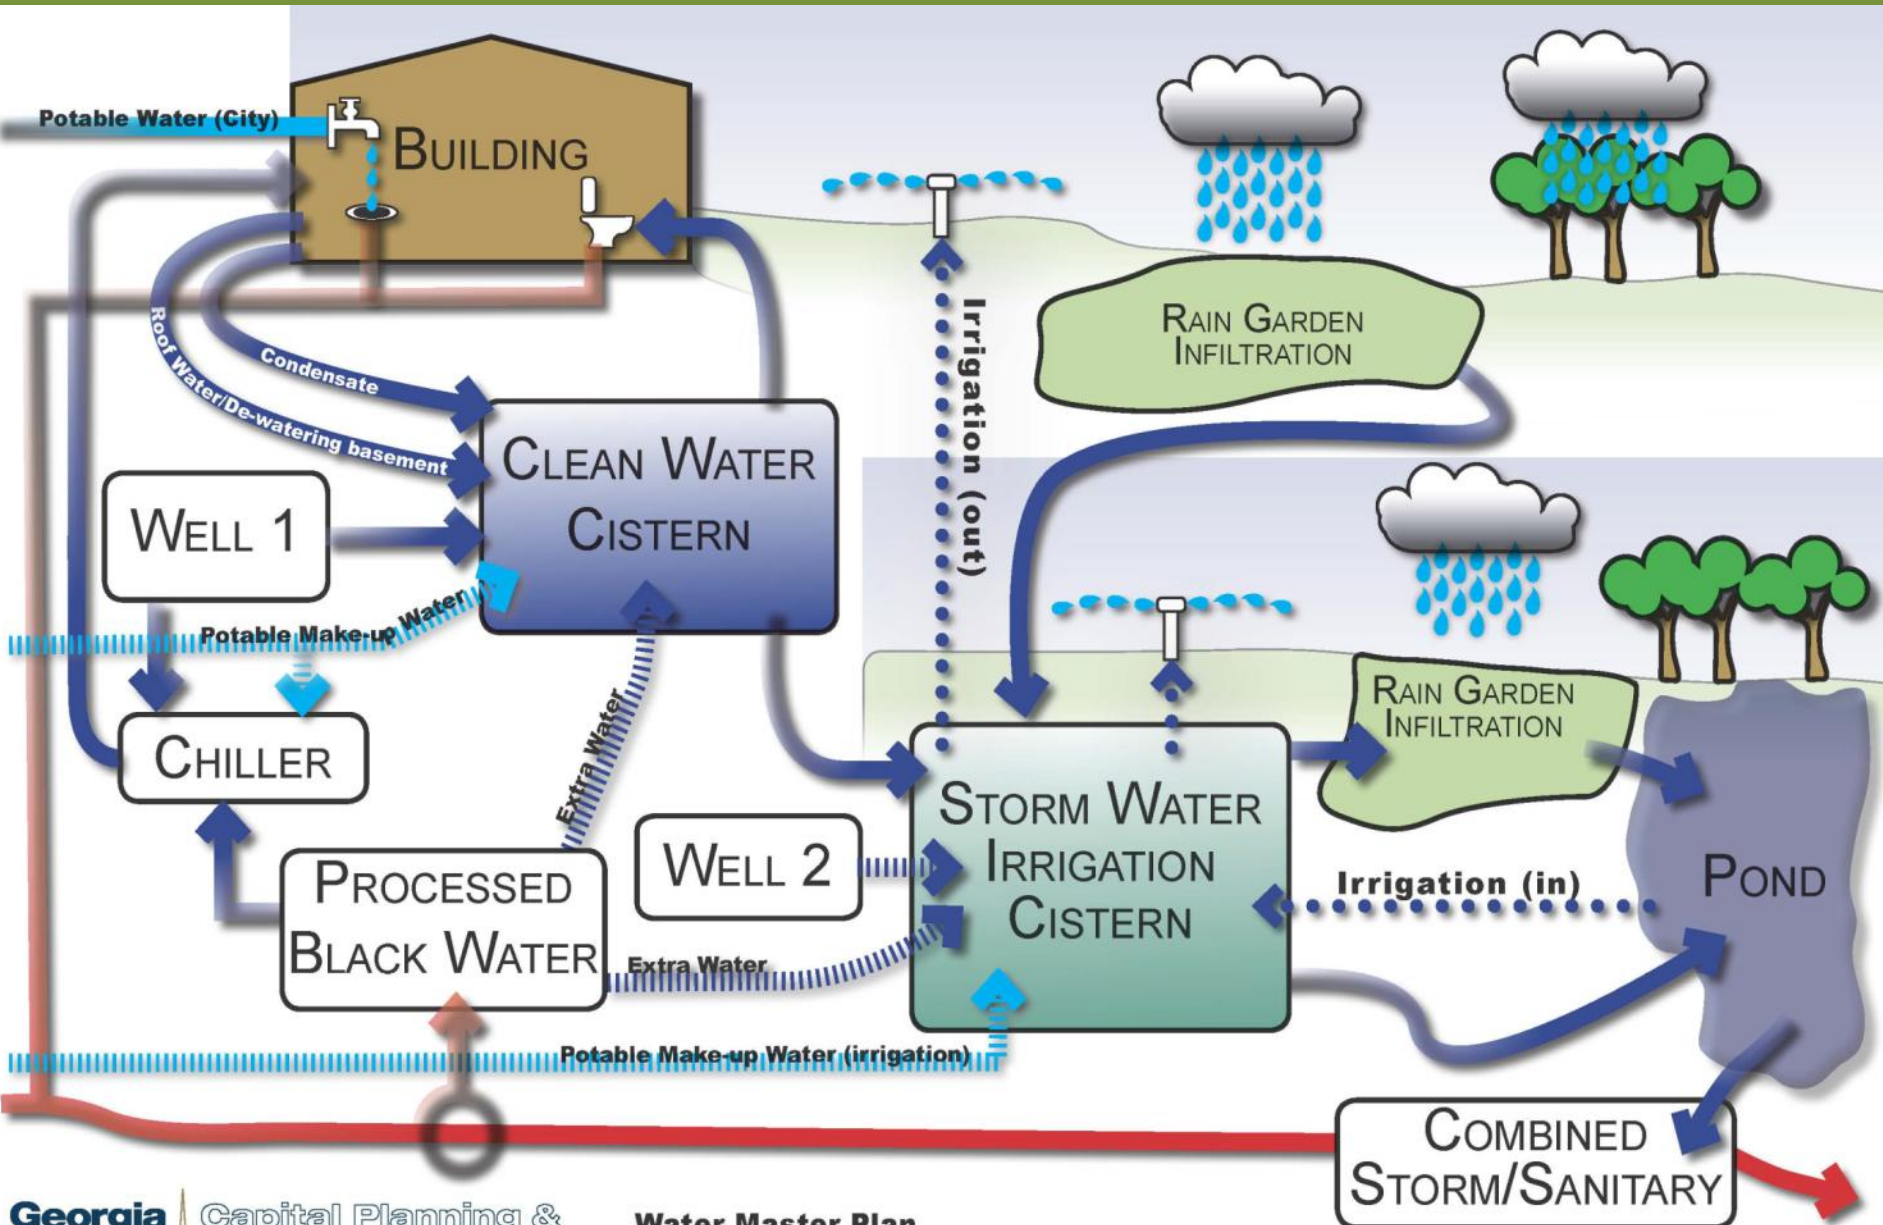 Potable Water (City)
BUILDING
Roof Water/De-watering basement
Condensate
Irrigation (out)
RAIN GARDEN
INFILTRATION
CLEAN WATER
CISTERN
WELL 1
Potable Make-up Water
CHILLER
Extra Water
RAIN GARDEN
INFILTRATION
STORM WATER
IRRIGATION
CISTERN
WELL 2
Irrigation (in)
POND
PROCESSED
BLACK WATER
Extra Water
Potable Make-up Water (irrigation)
COMBINED
STORM/SANITARY
Georgia
Capital Planning &
Water Master Plan